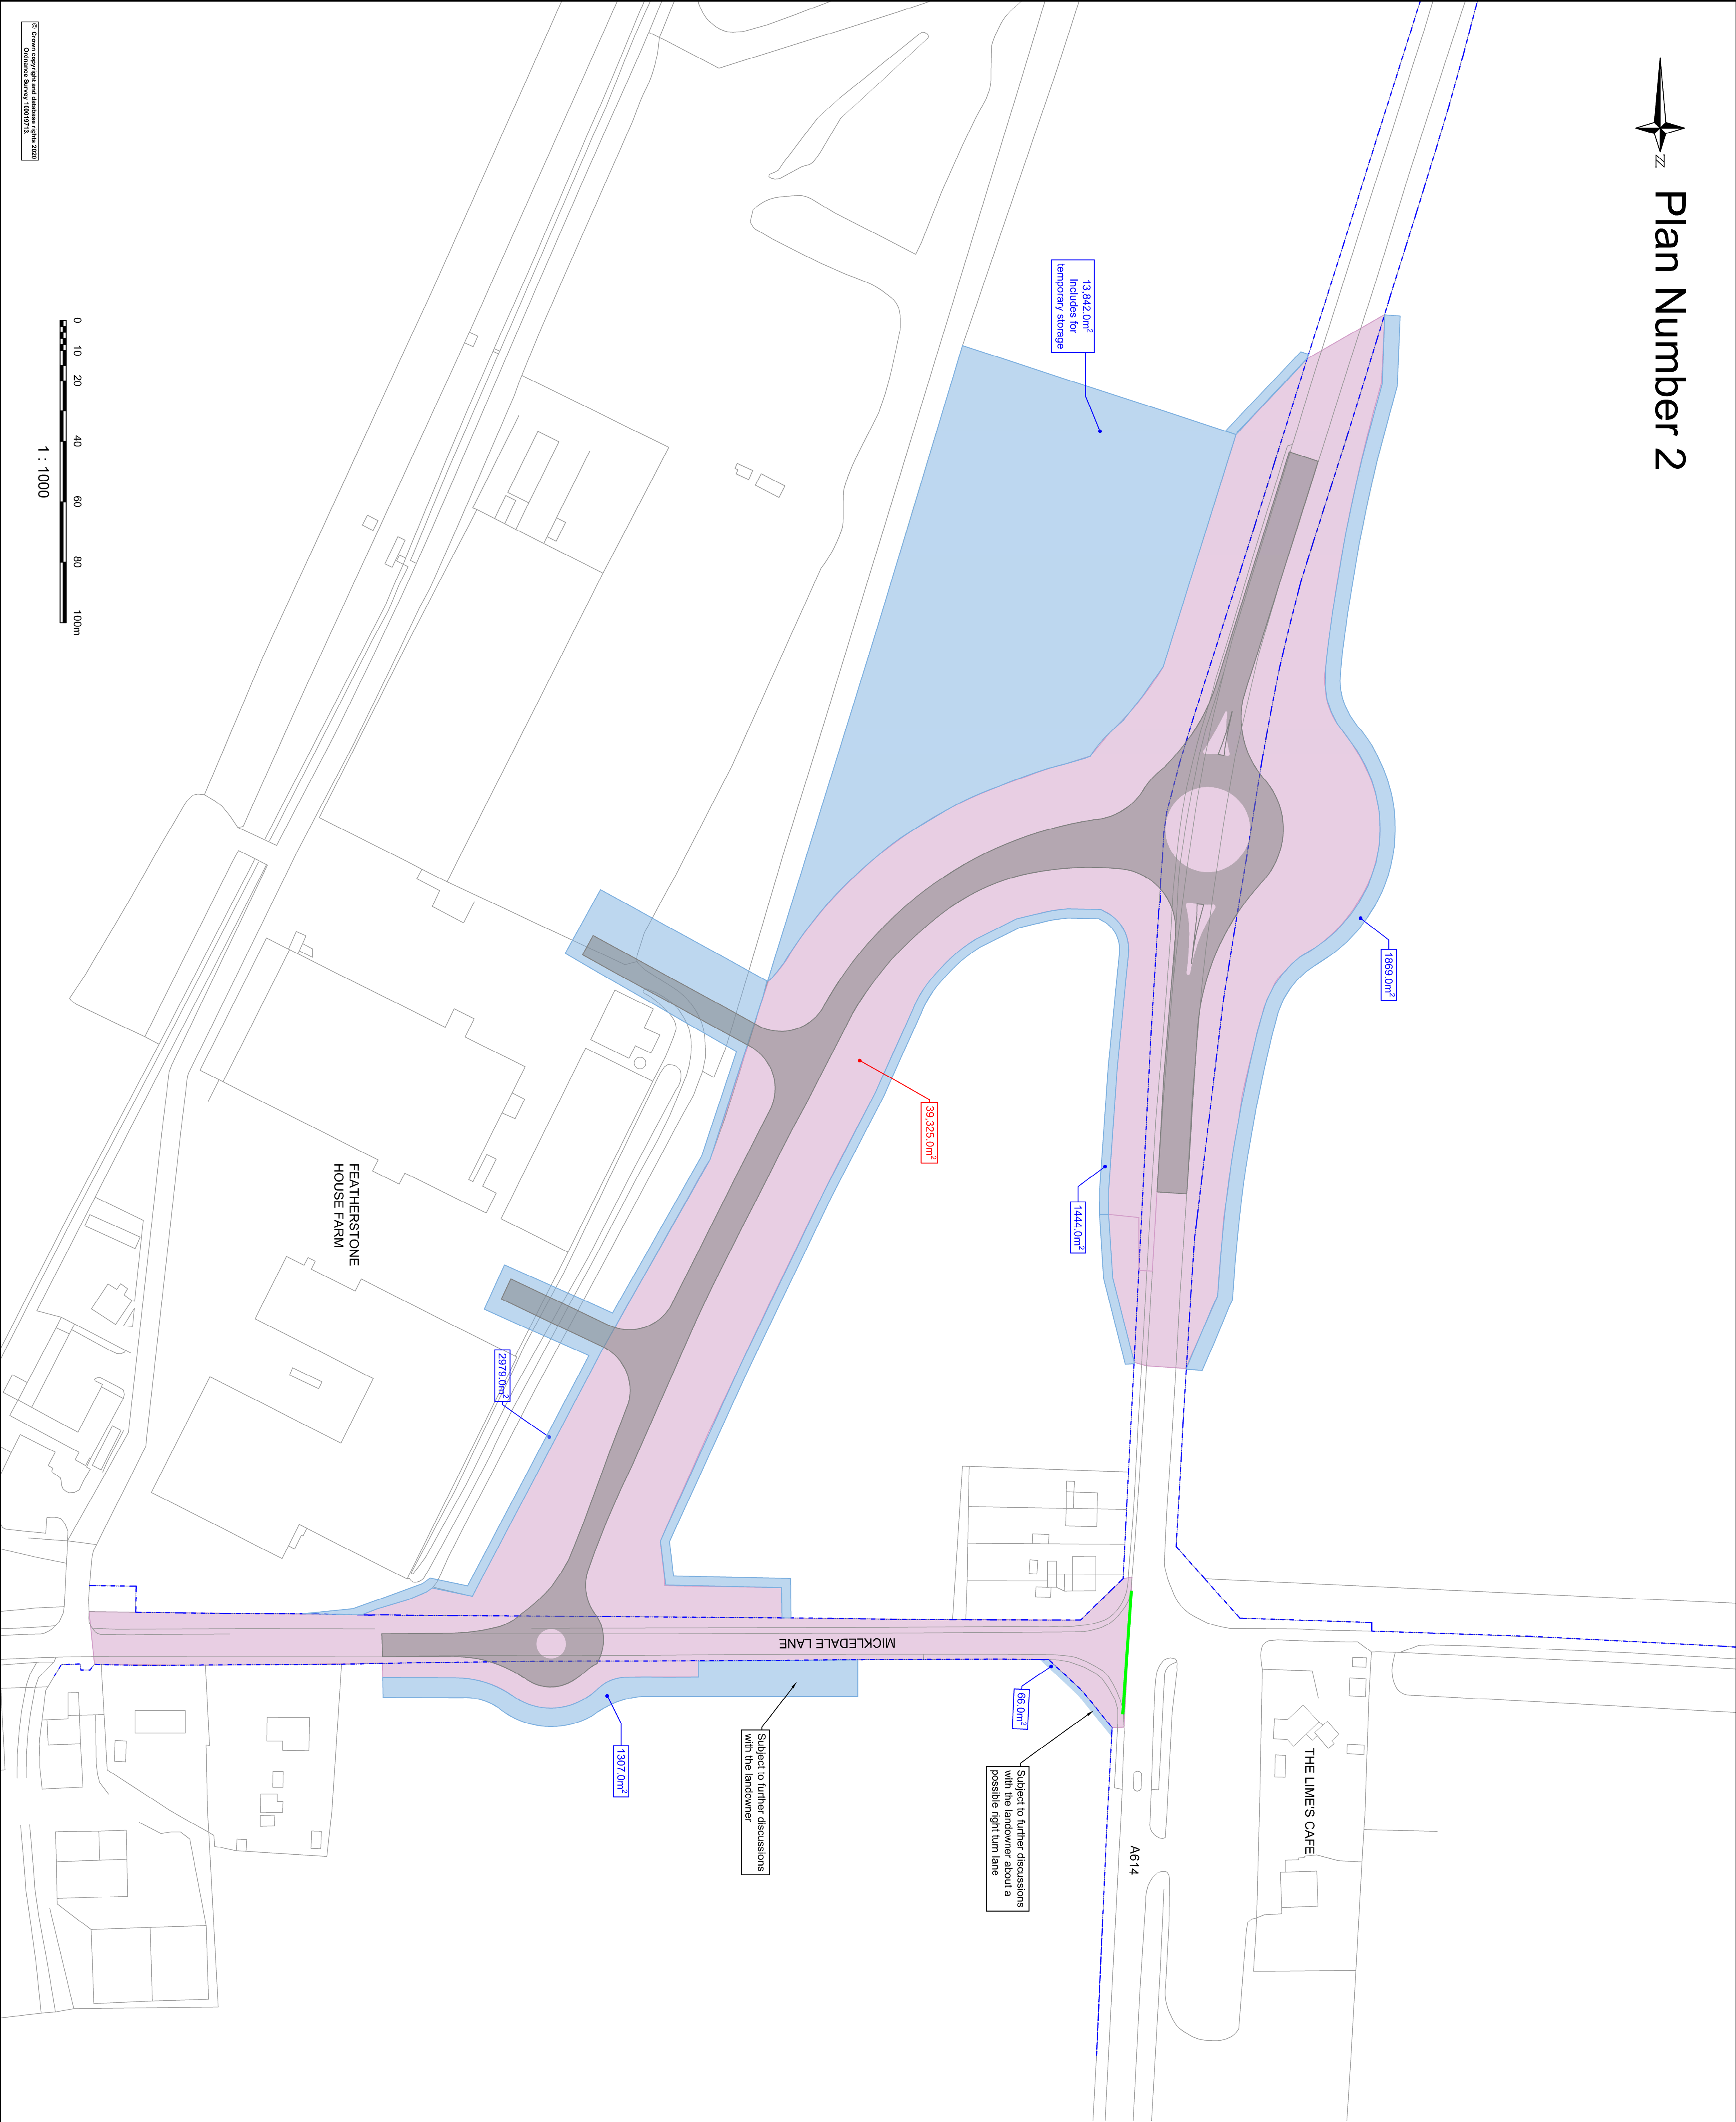 Plan Number 2
N
13,842.0m²
Includes for
temporary storage
1869.0m²
39,325.0m²
1444.0m²
2979.0m²
1307.0m²
66.0m²
Subject to further discussions
with the landowner
Subject to further discussions
with the landowner about a
possible right turn lane
MICKLEDALE LANE
A614
THE LIME'S CAFE
FEATHERSTONE
HOUSE FARM
0 10 20 40 60 80 100m
1 : 1000
© Crown copyright and database rights 2020
Ordnance Survey 100019713.